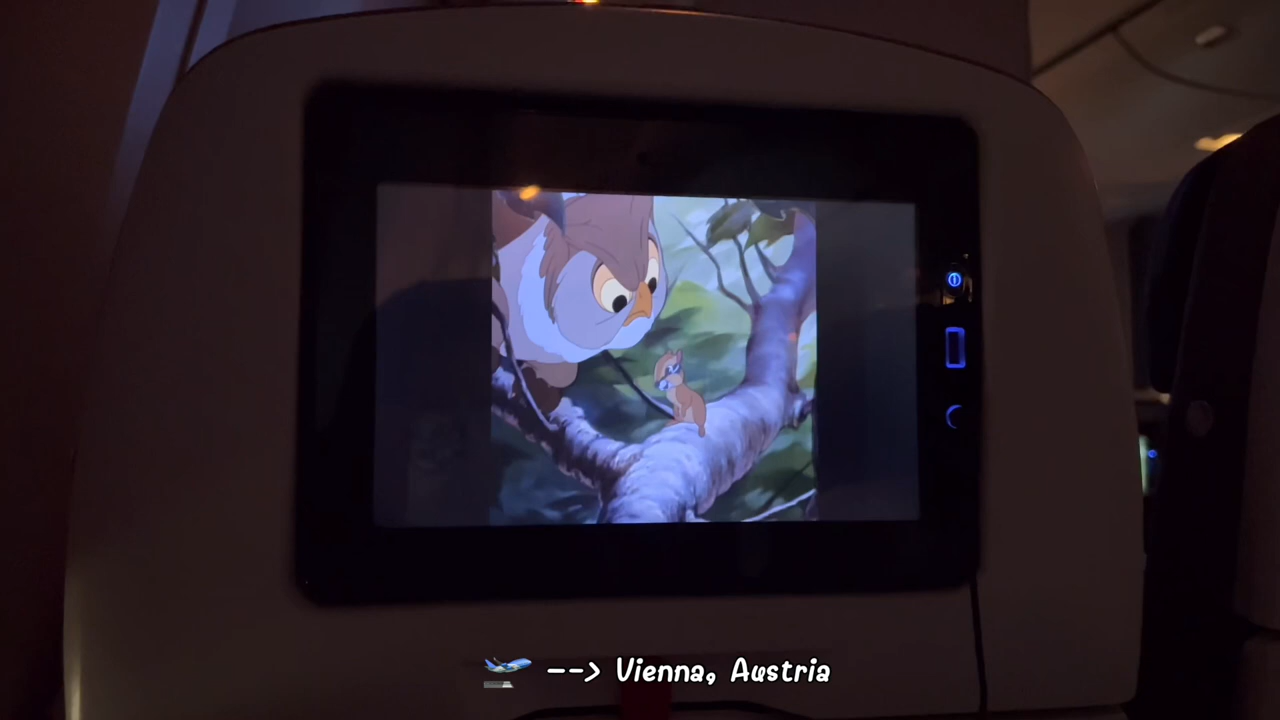 🛫 --> Vienna, Austria